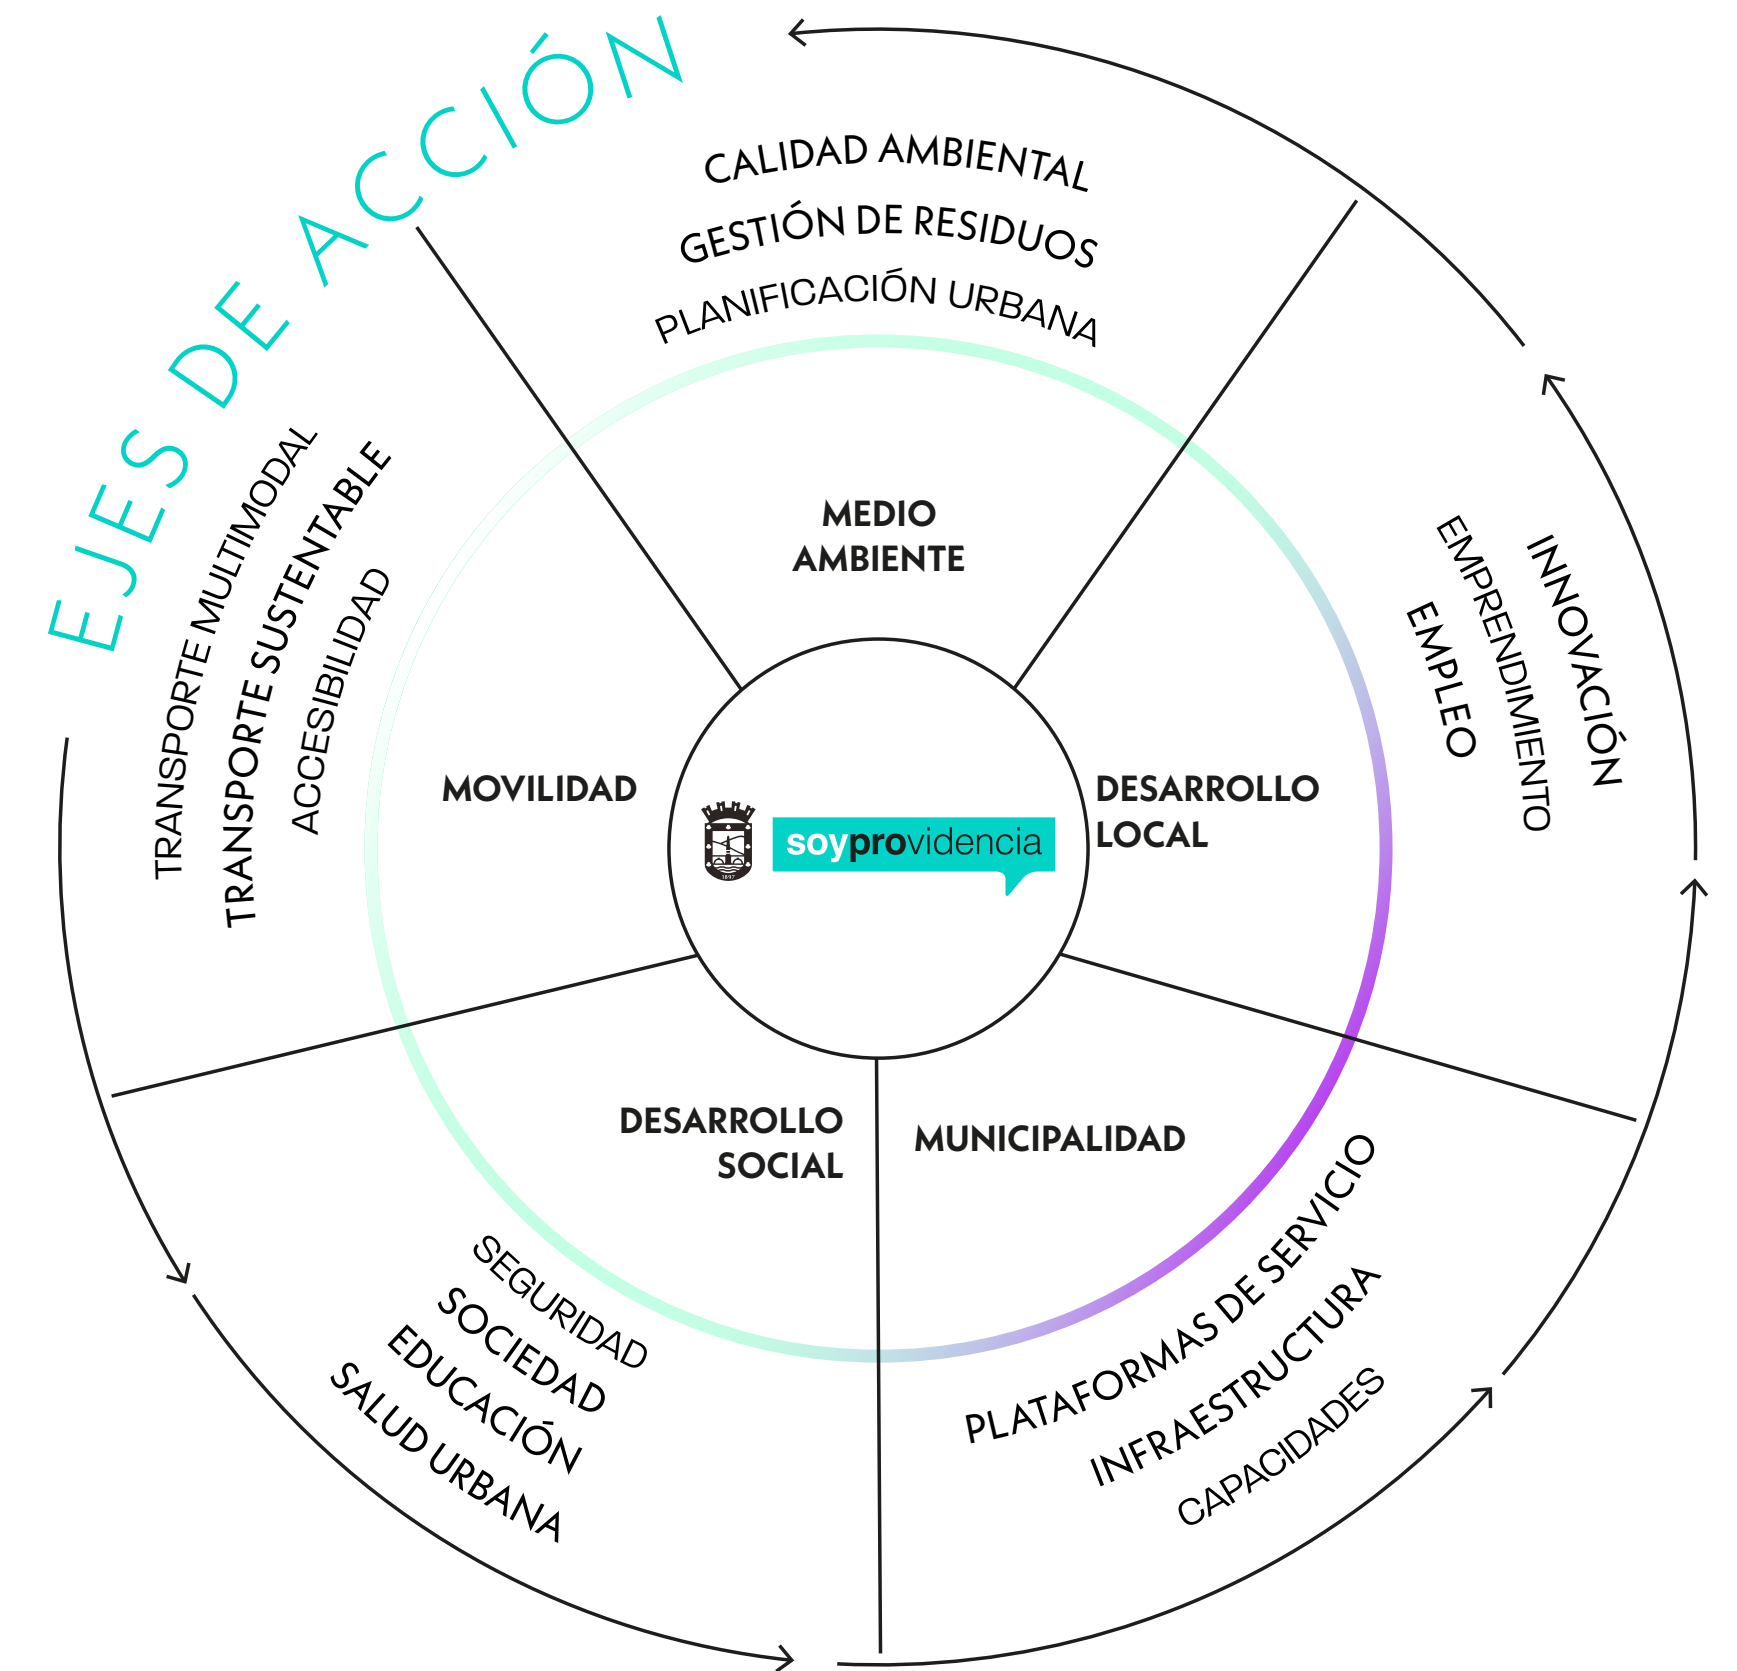 EJES DE ACCIÓN
CALIDAD AMBIENTAL
GESTIÓN DE RESIDUOS
PLANIFICACIÓN URBANA
MEDIO
AMBIENTE
INNOVACIÓN
EMPRENDIMIENTO
EMPLEO
DESARROLLO
LOCAL
TRANSPORTE MULTIMODAL
TRANSPORTE SUSTENTABLE
ACCESIBILIDAD
MOVILIDAD
soyprovidencia
1897
DESARROLLO
SOCIAL
SEGURIDAD
SOCIEDAD
EDUCACIÓN
SALUD URBANA
MUNICIPALIDAD
PLATAFORMAS DE SERVICIO
INFRAESTRUCTURA
CAPACIDADES